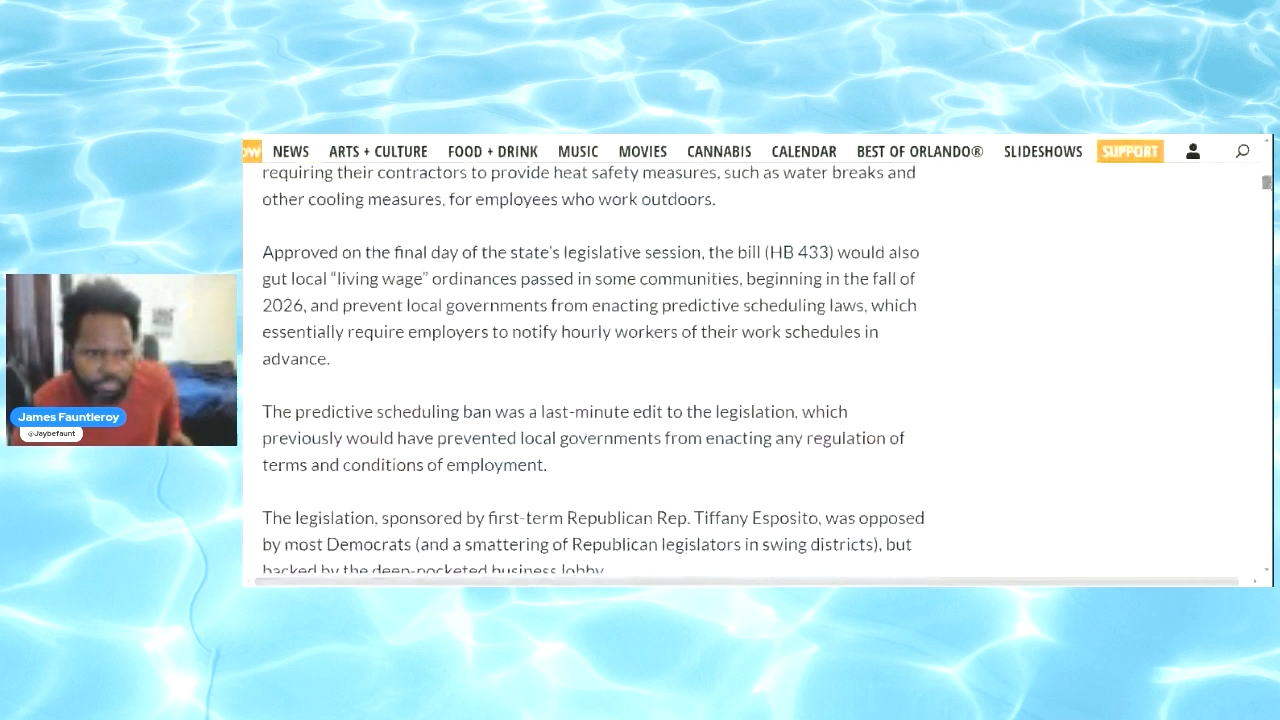 OW
NEWS
ARTS + CULTURE
FOOD + DRINK
MUSIC
MOVIES
CANNABIS
CALENDAR
BEST OF ORLANDO®
SLIDESHOWS
SUPPORT
requiring their contractors to provide heat safety measures, such as water breaks and
other cooling measures, for employees who work outdoors.
Approved on the final day of the state’s legislative session, the bill (HB 433) would also
gut local “living wage” ordinances passed in some communities, beginning in the fall of
2026, and prevent local governments from enacting predictive scheduling laws, which
essentially require employers to notify hourly workers of their work schedules in
advance.
The predictive scheduling ban was a last-minute edit to the legislation, which
previously would have prevented local governments from enacting any regulation of
terms and conditions of employment.
The legislation, sponsored by first-term Republican Rep. Tiffany Esposito, was opposed
by most Democrats (and a smattering of Republican legislators in swing districts), but
backed by the deep-pocketed business lobby.
James Fauntleroy
@Jaybefaunt